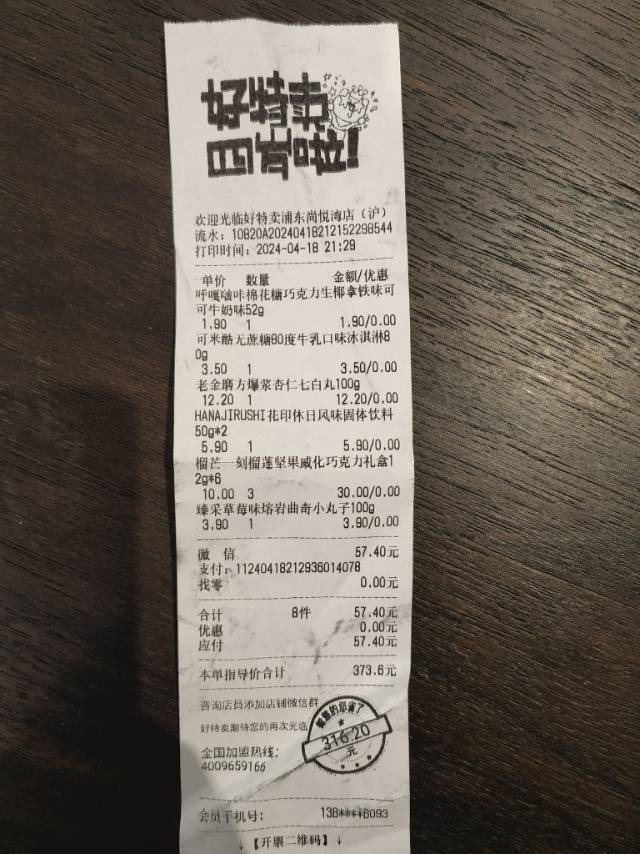 好特卖
欢迎光临好特卖浦东尚悦湾店（沪）
流水：10820A20240418212152298544
打印时间：2024-04-18 21:29
单价 数量 金额/优惠
呼嘎啵咔棉花糖巧克力生椰拿铁味可
可牛奶味52g
1.90 1 1.90/0.00
可米酷无蔗糖80度牛乳口味冰淇淋8
0g
3.50 1 3.50/0.00
老金磨方爆浆杏仁七白丸100g
12.20 1 12.20/0.00
HANAJIRUSHI花印休日风味固体饮料
50g*2
5.90 1 5.90/0.00
榴芒一刻榴莲坚果威化巧克力礼盒1
2g*6
10.00 3 30.00/0.00
臻采草莓味熔岩曲奇小丸子100g
3.90 1 3.90/0.00
微 信 57.40元
支付：11240418212936014078
找零 0.00元
合计 8件 57.40元
优惠 0.00元
应付 57.40元
本单指导价合计 373.6元
咨询店员添加店铺微信群
好特卖期待您的再次光临
全国加盟热线：
4009659166
316.20
元
会员手机号： 138****6093
↓【开票二维码】↓